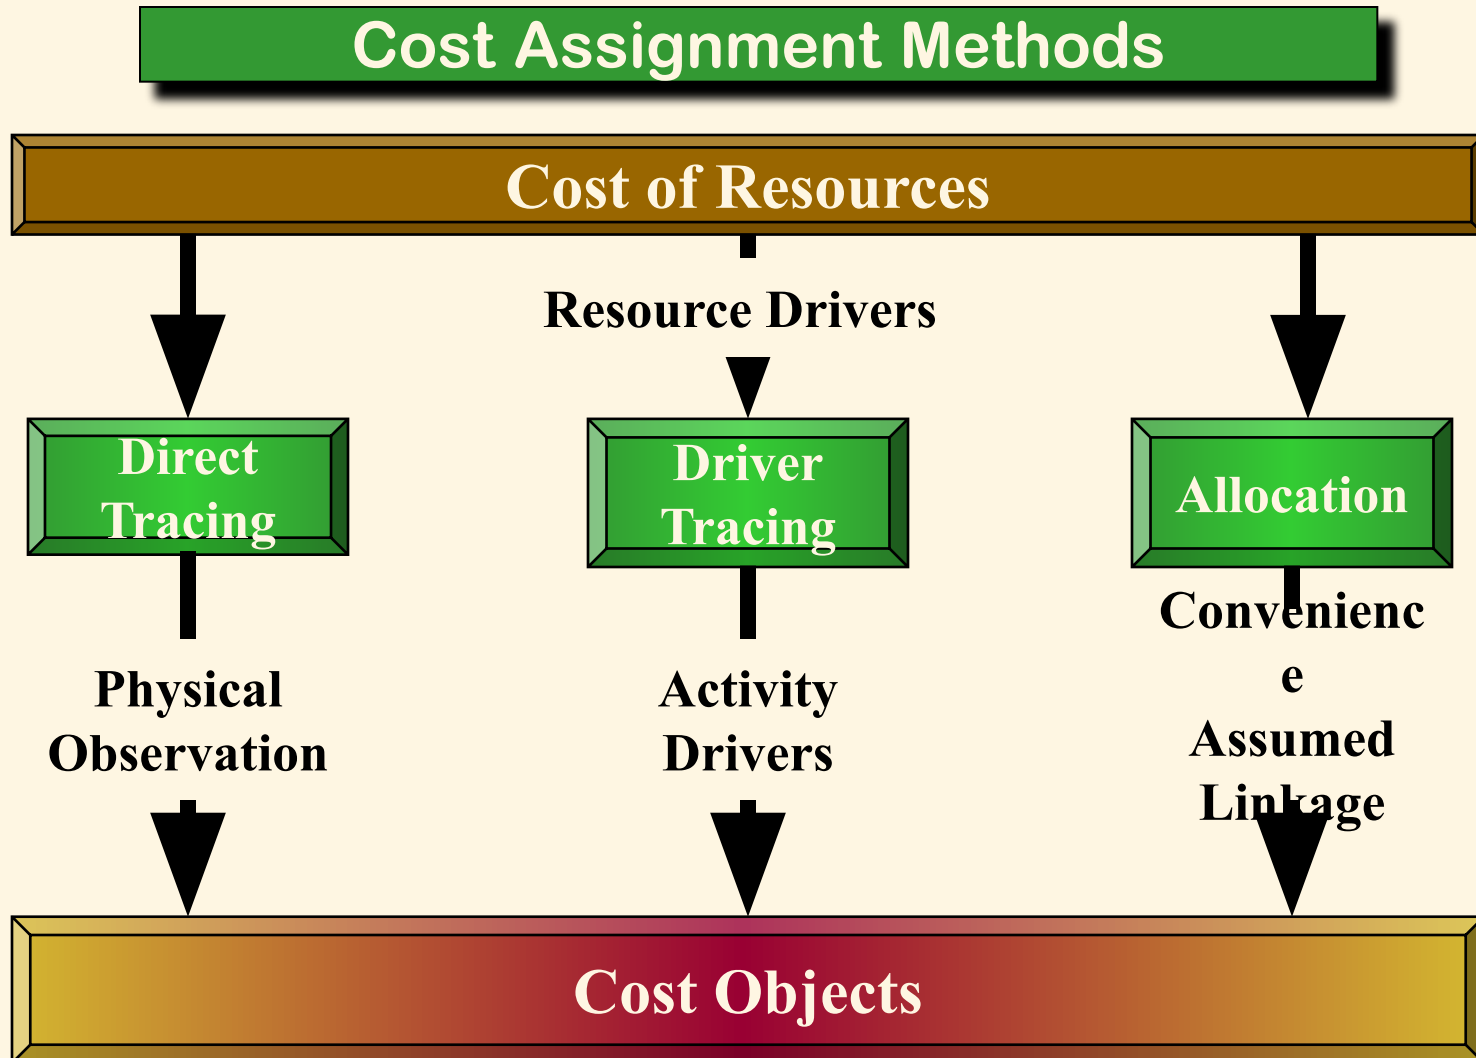 Cost Assignment Methods
Cost of Resources
Resource Drivers
Direct
Tracing
Driver
Tracing
Allocation
Physical
Observation
Activity
Drivers
Convenienc
e
Assumed
Linkage
Cost Objects